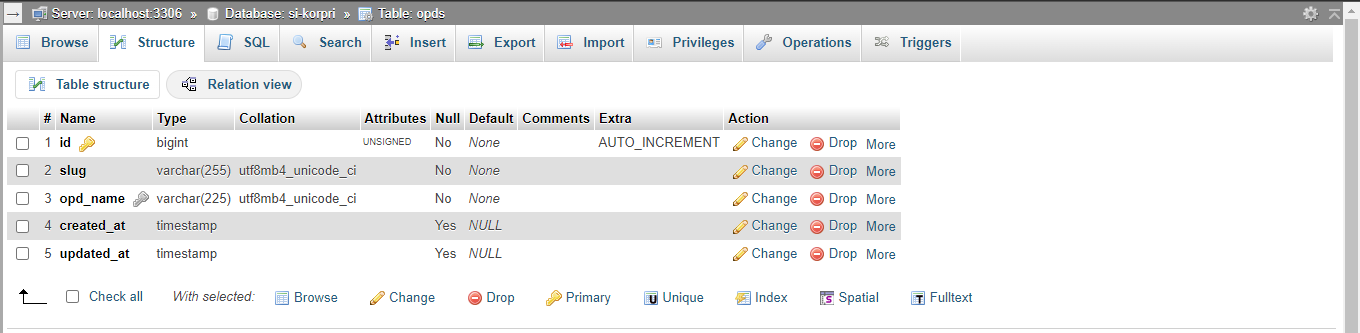 Server: localhost:3306 » Database: si-korpri » Table: opds
Browse Structure SQL Search Insert Export Import Privileges Operations Triggers
Table structure Relation view
# Name Type Collation Attributes Null Default Comments Extra Action
1 id bigint UNSIGNED No None AUTO_INCREMENT Change Drop More
2 slug varchar(255) utf8mb4_unicode_ci No None Change Drop More
3 opd_name varchar(225) utf8mb4_unicode_ci No None Change Drop More
4 created_at timestamp Yes NULL Change Drop More
5 updated_at timestamp Yes NULL Change Drop More
Check all With selected: Browse Change Drop Primary Unique Index Spatial Fulltext